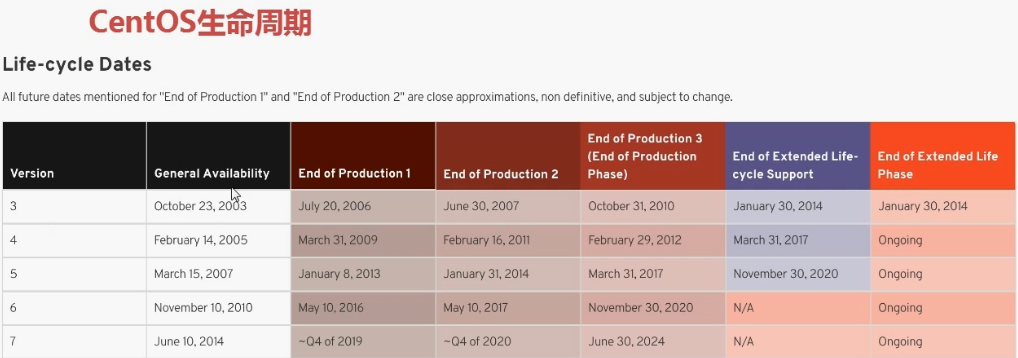 CentOS生命周期
Life-cycle Dates
All future dates mentioned for "End of Production 1" and "End of Production 2" are close approximations, non definitive, and subject to change.
Version General Availability End of Production 1 End of Production 2 End of Production 3 (End of Production Phase) End of Extended Life-cycle Support End of Extended Life Phase
3 October 23, 2003 July 20, 2006 June 30, 2007 October 31, 2010 January 30, 2014 January 30, 2014
4 February 14, 2005 March 31, 2009 February 16, 2011 February 29, 2012 March 31, 2017 Ongoing
5 March 15, 2007 January 8, 2013 January 31, 2014 March 31, 2017 November 30, 2020 Ongoing
6 November 10, 2010 May 10, 2016 May 10, 2017 November 30, 2020 N/A Ongoing
7 June 10, 2014 ~Q4 of 2019 ~Q4 of 2020 June 30, 2024 N/A Ongoing